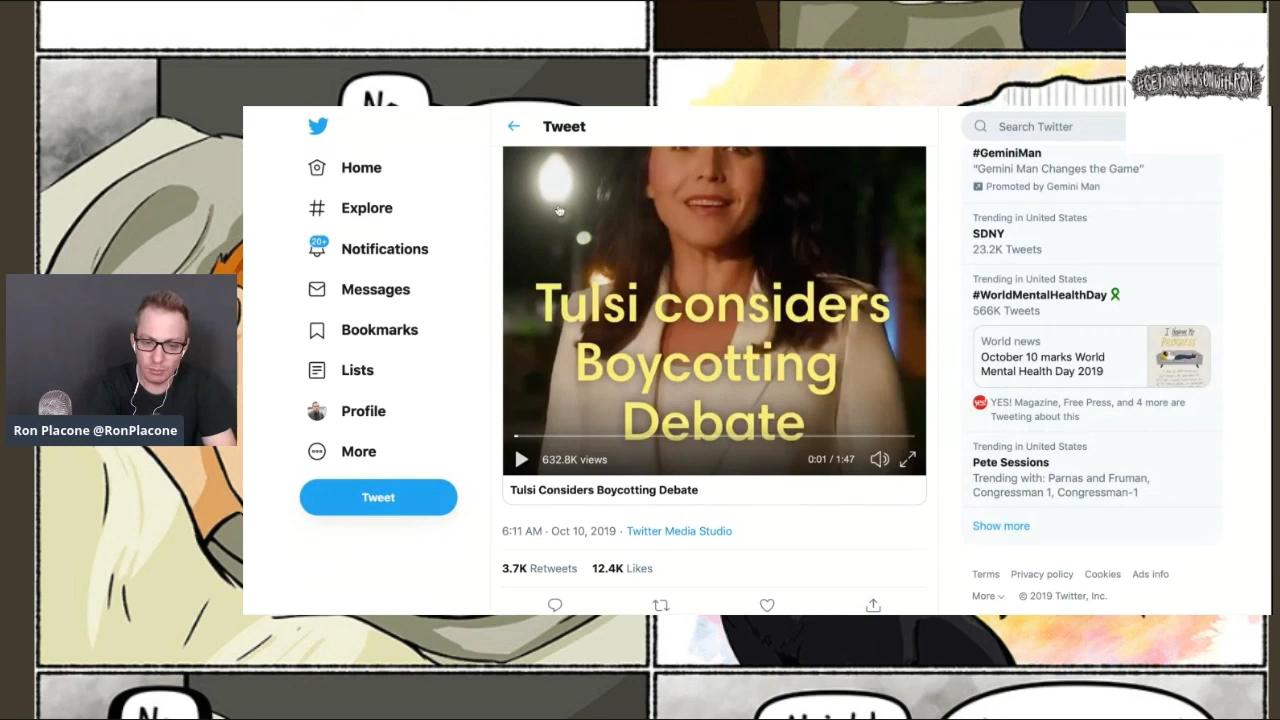 No
#GETYOURNEWSONWITHRON
Tweet
Search Twitter
Home
Explore
20+
Notifications
Messages
Bookmarks
Lists
Profile
More
Tweet
Tulsi considers
Boycotting
Debate
632.8K views
0:01 / 1:47
Tulsi Considers Boycotting Debate
6:11 AM · Oct 10, 2019 · Twitter Media Studio
3.7K Retweets 12.4K Likes
#GeminiMan
“Gemini Man Changes the Game”
Promoted by Gemini Man
Trending in United States
SDNY
23.2K Tweets
Trending in United States
#WorldMentalHealthDay
566K Tweets
World news
October 10 marks World
Mental Health Day 2019
PROGRESS
yes!
YES! Magazine, Free Press, and 4 more are
Tweeting about this
Trending in United States
Pete Sessions
Trending with: Parnas and Fruman,
Congressman 1, Congressman-1
Show more
Terms Privacy policy Cookies Ads info
More © 2019 Twitter, Inc.
Ron Placone @RonPlacone